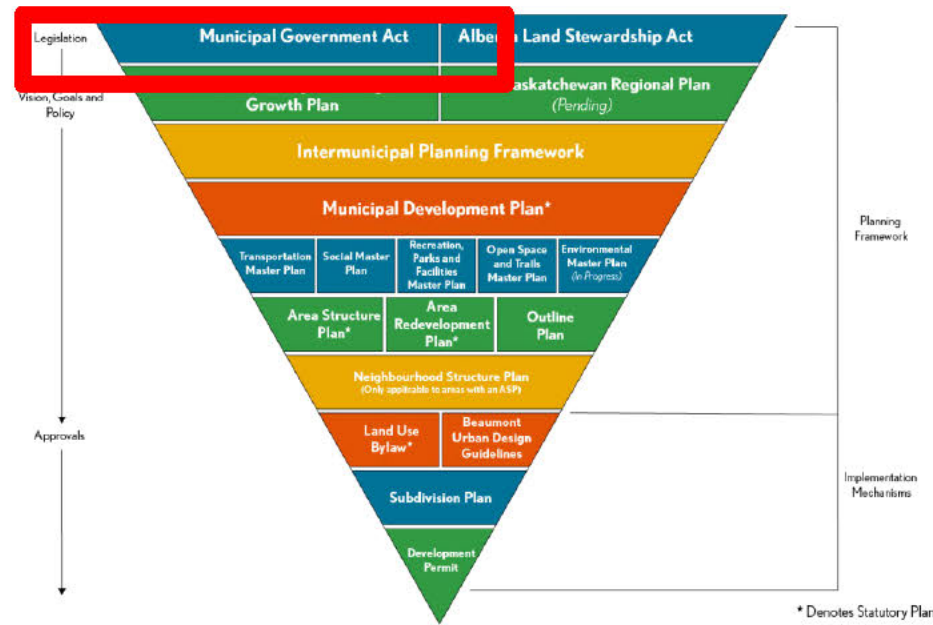 Legislation
Municipal Government Act
Land Stewardship Act
Vision, Goals and
Policy
Growth Plan
Regional Plan
(Pending)
Intermunicipal Planning Framework
Municipal Development Plan*
Transportation
Master Plan
Social Master
Plan
Recreation,
Parks and
Facilities
Master Plan
Open Space
and Trails
Master Plan
Environmental
Master Plan
(In Progress)
Planning
Framework
Area Structure
Plan*
Area
Redevelopment
Plan*
Outline
Plan
Neighbourhood Structure Plan
(Only applicable to areas with an ASP)
Approvals
Land Use
Bylaw*
Beaumont
Urban Design
Guidelines
Implementation
Mechanisms
Subdivision Plan
Development
Permit
* Denotes Statutory Plan